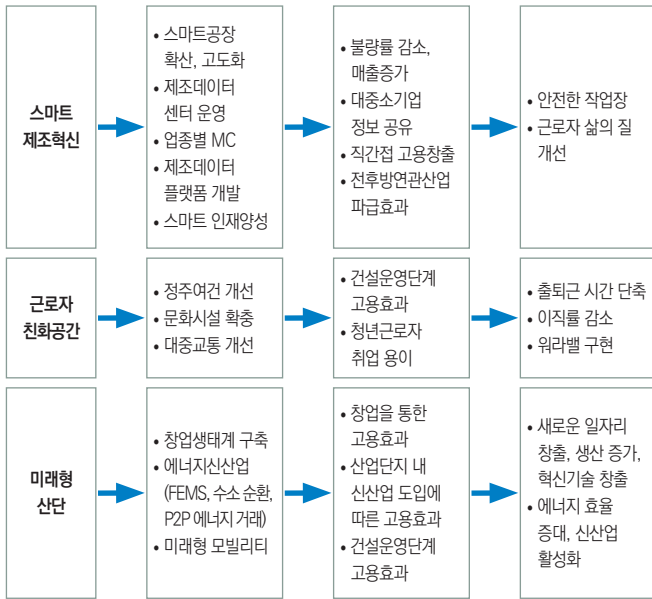 스마트
제조혁신
• 스마트공장
확산, 고도화
• 제조데이터
센터 운영
• 업종별 MC
• 제조데이터
플랫폼 개발
• 스마트 인재양성
• 불량률 감소,
매출증가
• 대중소기업
정보 공유
• 직간접 고용창출
• 전후방연관산업
파급효과
• 안전한 작업장
• 근로자 삶의 질
개선
근로자
친화공간
• 정주여건 개선
• 문화시설 확충
• 대중교통 개선
• 건설운영단계
고용효과
• 청년근로자
취업 용이
• 출퇴근 시간 단축
• 이직률 감소
• 워라밸 구현
미래형
산단
• 창업생태계 구축
• 에너지신산업
(FEMS, 수소 순환,
P2P 에너지 거래)
• 미래형 모빌리티
• 창업을 통한
고용효과
• 산업단지 내
신산업 도입에
따른 고용효과
• 건설운영단계
고용효과
• 새로운 일자리
창출, 생산 증가,
혁신기술 창출
• 에너지 효율
증대, 신산업
활성화